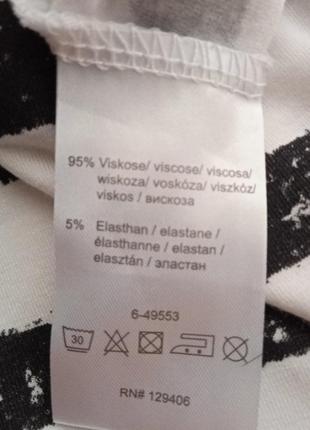 95% Viskose/ viscose/ viscosa/
wiskoza/ voskóza/ viszkóz/
viskos / вискоза
5% Elasthan / elastane /
élasthanne / elastan /
elasztán / эластан
6-49553
30
RN# 129406